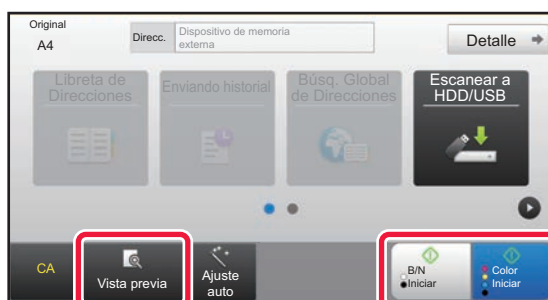 Original
A4
Direcc.
Dispositivo de memoria
externa
Detalle
Libreta de
Direcciones
Enviando historial
Búsq. Global
de Direcciones
Escanear a
HDD/USB
CA
Vista previa
Ajuste
auto
B/N
Iniciar
Color
Iniciar